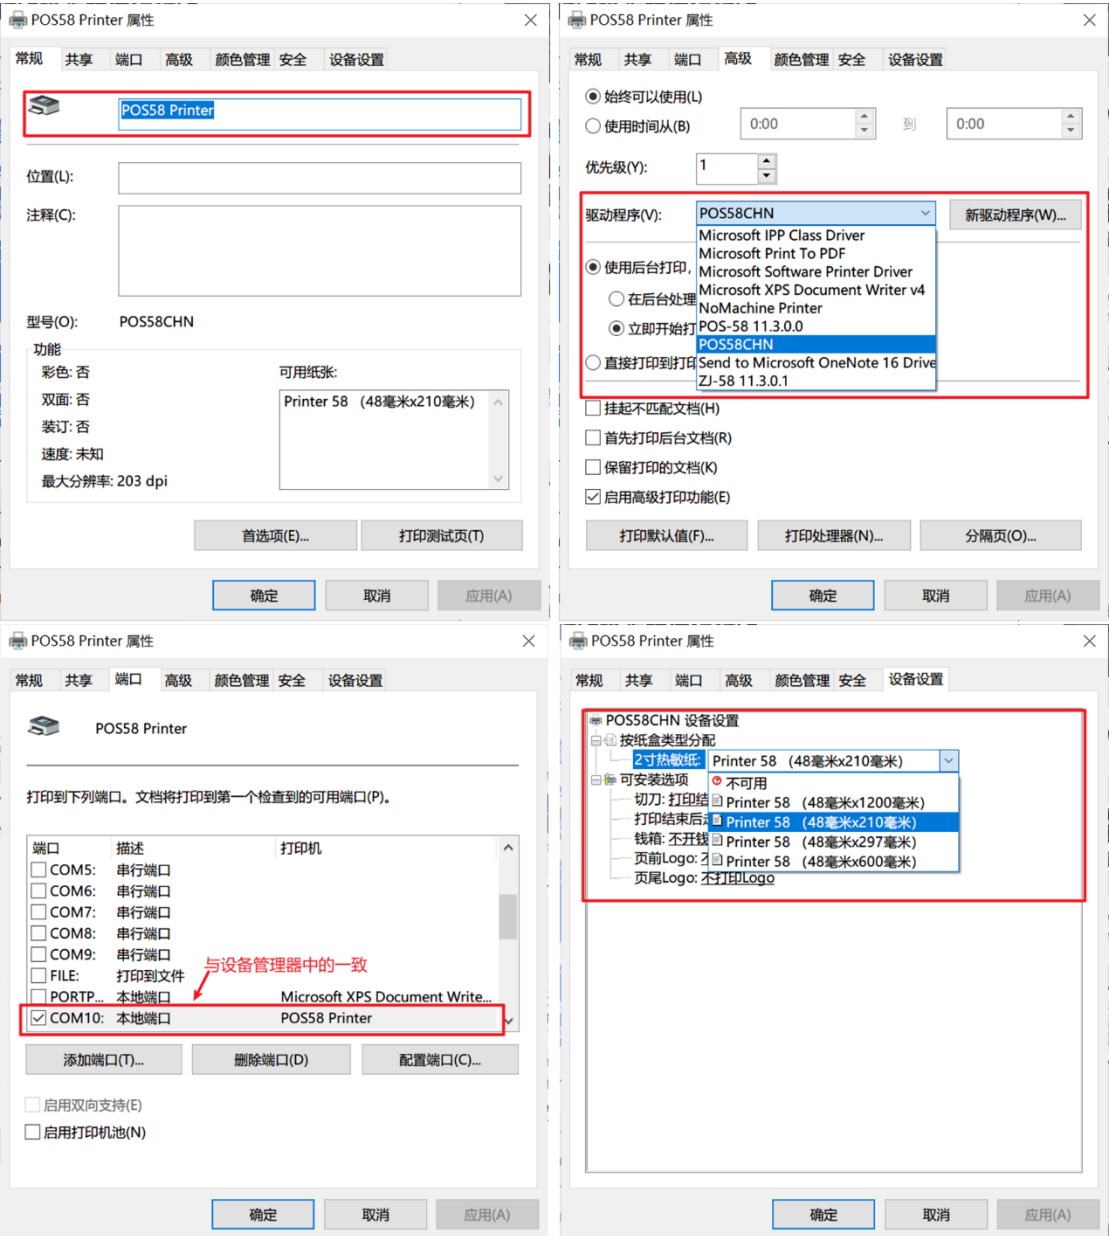 POS58 Printer 属性
常规 共享 端口 高级 颜色管理 安全 设备设置
POS58 Printer
位置(L):
注释(C):
型号(O): POS58CHN
功能
彩色: 否 可用纸张:
双面: 否 Printer 58 （48毫米x210毫米）
装订: 否
速度: 未知
最大分辨率: 203 dpi
首选项(E)... 打印测试页(T)
确定 取消 应用(A)
POS58 Printer 属性
常规 共享 端口 高级 颜色管理 安全 设备设置
始终可以使用(L)
使用时间从(B) 0:00 到 0:00
优先级(Y): 1
驱动程序(V): POS58CHN 新驱动程序(W)...
Microsoft IPP Class Driver
Microsoft Print To PDF
使用后台打印, Microsoft Software Printer Driver
Microsoft XPS Document Writer v4
在后台处理
NoMachine Printer
立即开始打 POS-58 11.3.0.0
POS58CHN
直接打印到打印 Send to Microsoft OneNote 16 Drive
ZJ-58 11.3.0.1
挂起不匹配文档(H)
首先打印后台文档(R)
保留打印的文档(K)
启用高级打印功能(E)
打印默认值(F)... 打印处理器(N)... 分隔页(O)...
确定 取消 应用(A)
POS58 Printer 属性
常规 共享 端口 高级 颜色管理 安全 设备设置
POS58 Printer
打印到下列端口。文档将打印到第一个检查到的可用端口(P)。
端口 描述 打印机
COM5: 串行端口
COM6: 串行端口
COM7: 串行端口
COM8: 串行端口
COM9: 串行端口
与设备管理器中的一致
FILE: 打印到文件
PORTP... 本地端口 Microsoft XPS Document Write...
COM10: 本地端口 POS58 Printer
添加端口(T)... 删除端口(D) 配置端口(C)...
启用双向支持(E)
启用打印机池(N)
确定 取消 应用(A)
POS58 Printer 属性
常规 共享 端口 高级 颜色管理 安全 设备设置
POS58CHN 设备设置
按纸盒类型分配
2寸热敏纸: Printer 58 （48毫米x210毫米）
可安装选项 不可用
切刀: 打印结 Printer 58 （48毫米x1200毫米）
打印结束后 Printer 58 （48毫米x210毫米）
钱箱: 不开钱 Printer 58 （48毫米x297毫米）
页前Logo: Printer 58 （48毫米x600毫米）
页尾Logo: 不打印Logo
确定 取消 应用(A)